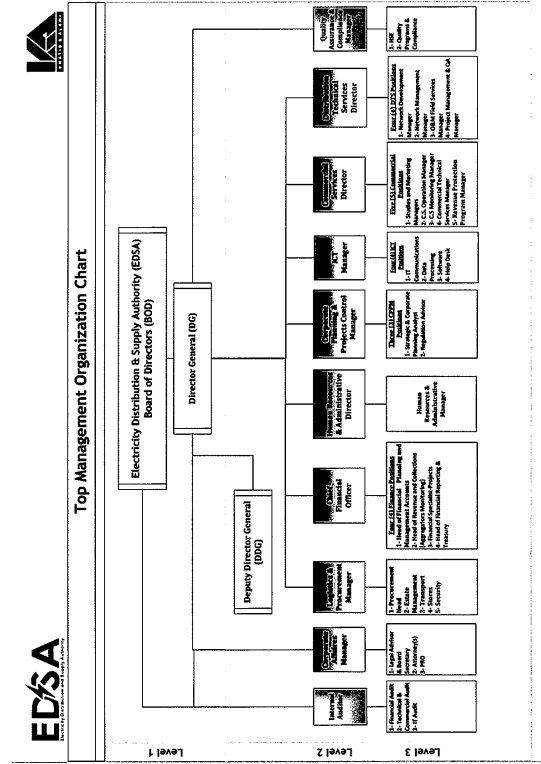 EDSA
Electricity Distribution and Supply Authority
Top Management Organization Chart
Level 1
Electricity Distribution & Supply Authority (EDSA)
Board of Directors (BOD)
Director General (DG)
Deputy Director General
(DDG)
Level 2
Internal
Auditor
Corporate
Affaires
Manager
Logistics &
Procurement
Manager
Chief
Financial
Officer
Human Resources
& Administrative
Director
Corporate
Planning &
Projects Control
Manager
ICT
Manager
Commercial
Services
Director
Distribution
Technical
Services
Director
Quality
Assurance &
Compliance
Manager
Level 3
1- Financial Audit
2- Technical &
Commercial Audit
3- IT Audit
1- Legal Advisor
& Board
Secretary
2- Attorney(s)
3- PRO
1- Procurement
Head
2- Estate
Management
3- Transport
4- Stores
5- Security
Four (4) Finance Positions
1- Head of Financial Planning and
Management Accounts
2- Head of Revenue and Collections
(Aggregators Monitoring)
3- Financial Specialist-Projects
4- Head of Financial Reporting &
Treasury
Human
Resources &
Administrative
Manager
Three (3) CPPM
Positions
1- Strategic & Corporate
Planning Analyst
2- Regulation Advisor
Four (4) ICT
Positions
1- IT
Communications
2- Data
Processing
3- Software
4- Help Desk
Five (5) Commercial
Positions
1- Studies and Marketing
Managers
2- C.S. Operation Manager
3- C.S Monitoring Manager
4- Commercial Technical
Services Manager
5- Revenue Protection
Program Manager
Four (4) DTS Positions
1- Network Development
Manager
2- Network Management
Manager
3- O&M Field Services
Manager
4- Project Management & QA
Manager
1- HSE
2- Quality
Programs &
Compliance